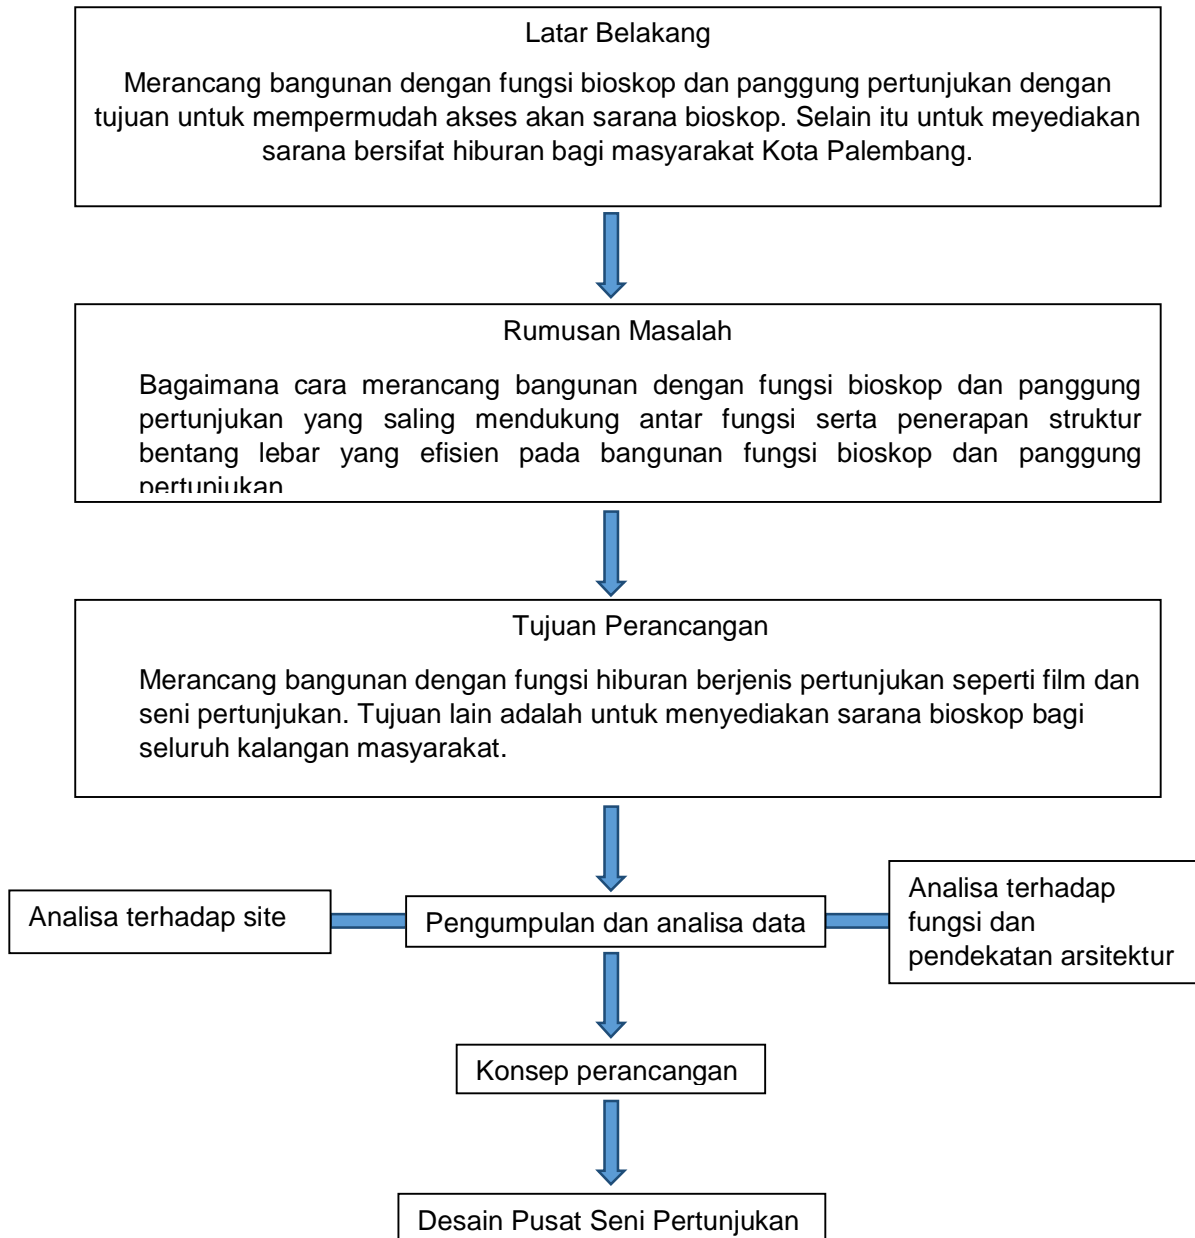 Latar Belakang
Merancang bangunan dengan fungsi bioskop dan panggung pertunjukan dengan
tujuan untuk mempermudah akses akan sarana bioskop. Selain itu untuk meyediakan
sarana bersifat hiburan bagi masyarakat Kota Palembang.
Rumusan Masalah
Bagaimana cara merancang bangunan dengan fungsi bioskop dan panggung
pertunjukan yang saling mendukung antar fungsi serta penerapan struktur
bentang lebar yang efisien pada bangunan fungsi bioskop dan panggung
pertunjukan
Tujuan Perancangan
Merancang bangunan dengan fungsi hiburan berjenis pertunjukan seperti film dan
seni pertunjukan. Tujuan lain adalah untuk menyediakan sarana bioskop bagi
seluruh kalangan masyarakat.
Analisa terhadap site
Pengumpulan dan analisa data
Analisa terhadap
fungsi dan
pendekatan arsitektur
Konsep perancangan
Desain Pusat Seni Pertunjukan